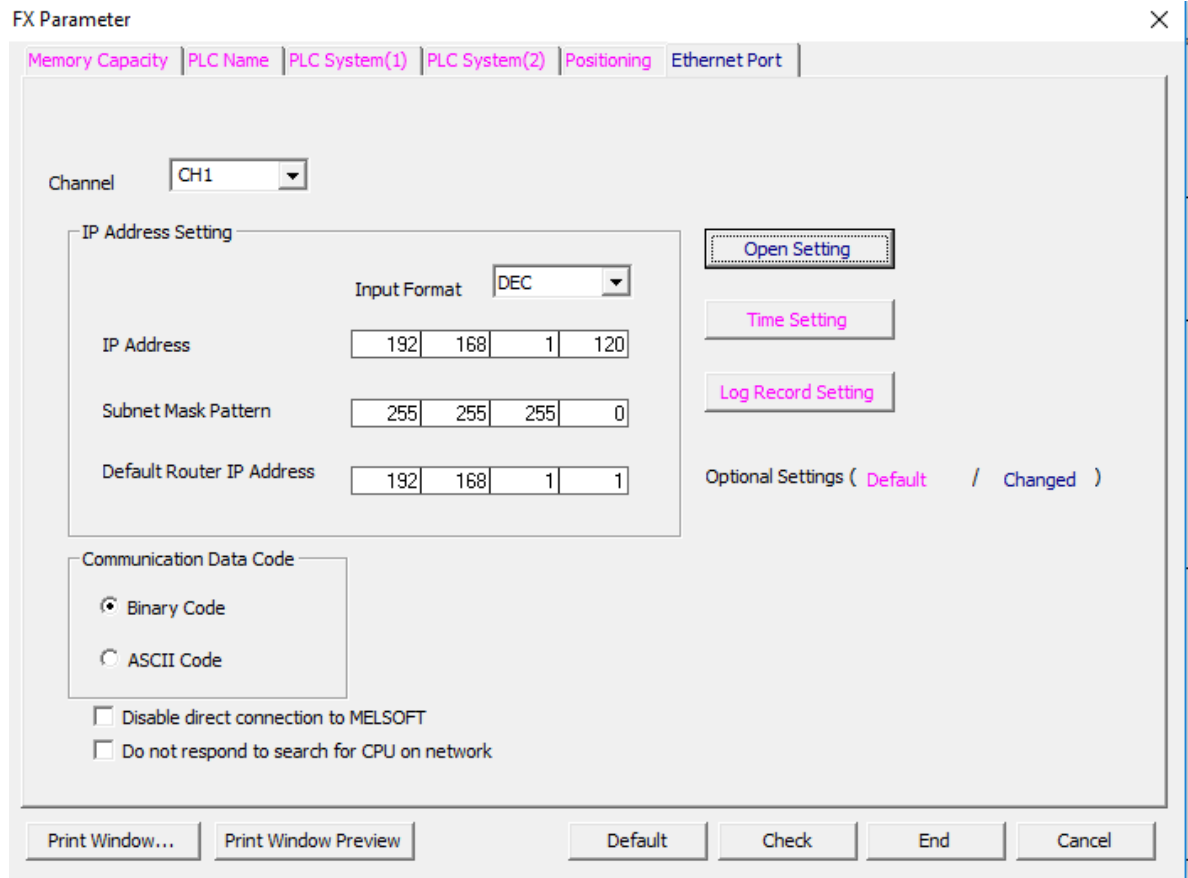 FX Parameter
Memory Capacity PLC Name PLC System(1) PLC System(2) Positioning Ethernet Port
Channel CH1
IP Address Setting
Open Setting
Input Format DEC
Time Setting
IP Address 192 168 1 120
Log Record Setting
Subnet Mask Pattern 255 255 255 0
Default Router IP Address 192 168 1 1
Optional Settings ( Default / Changed )
Communication Data Code
Binary Code
ASCII Code
Disable direct connection to MELSOFT
Do not respond to search for CPU on network
Print Window... Print Window Preview Default Check End Cancel